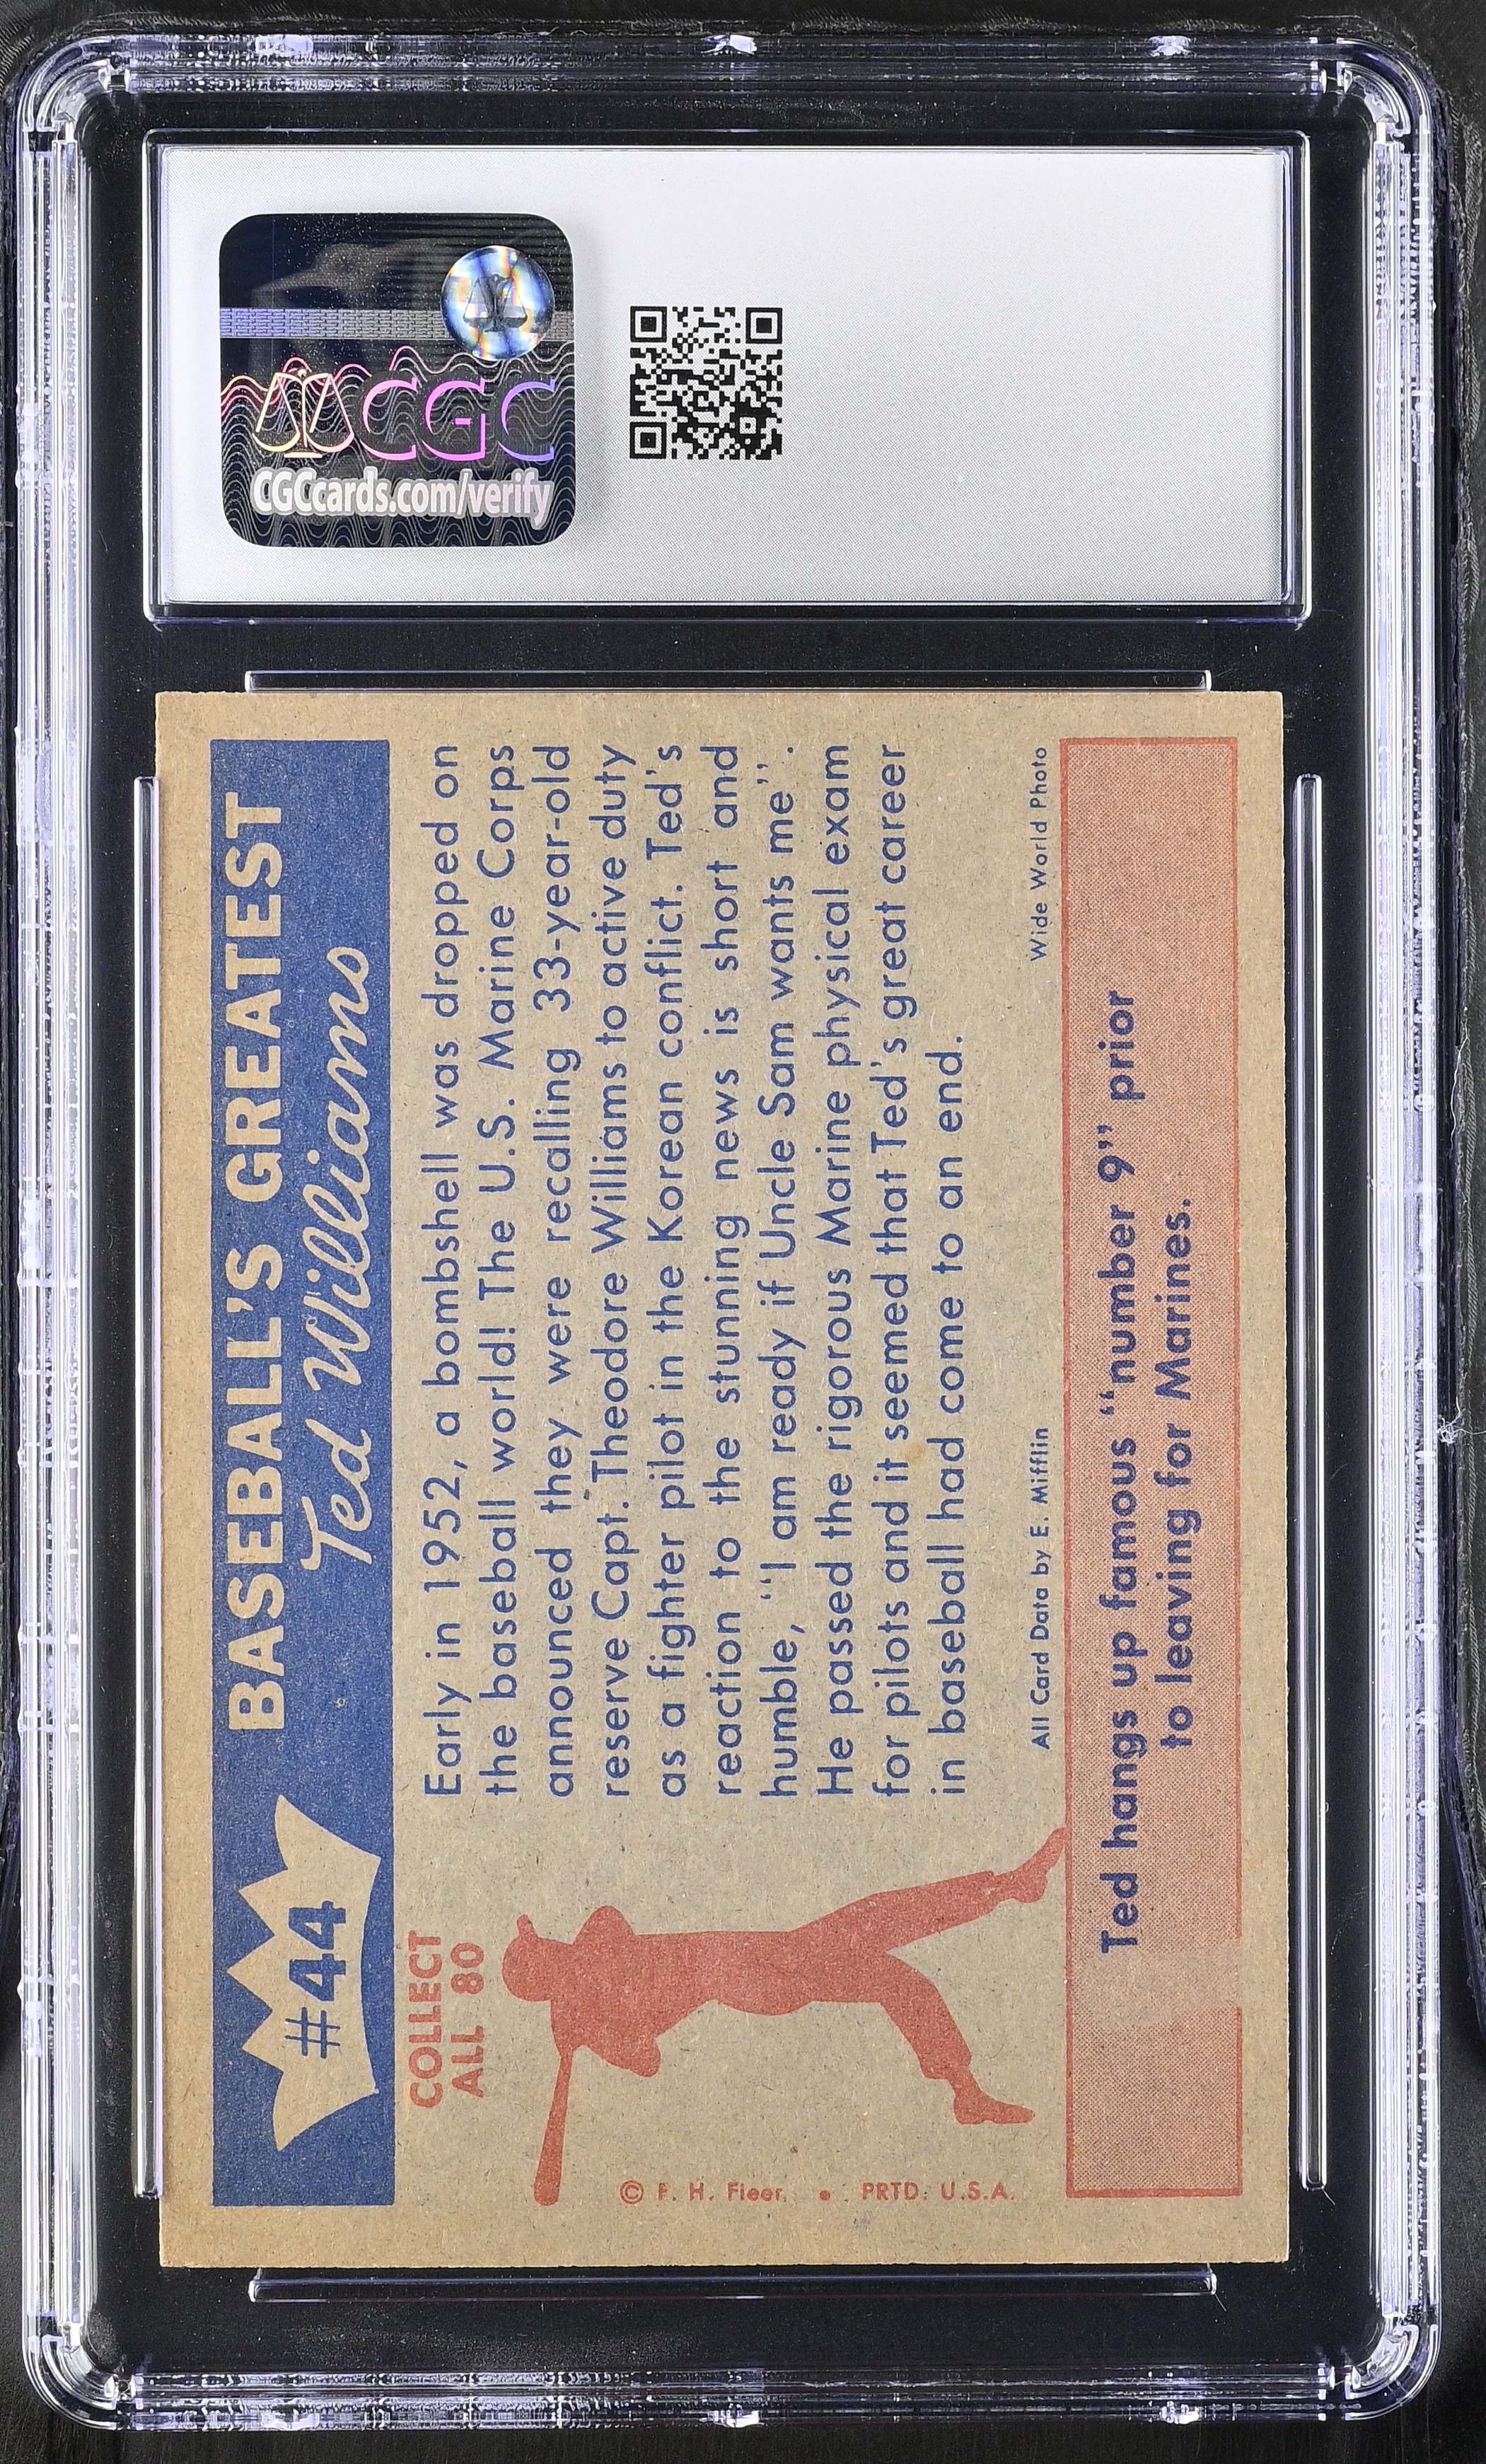 CGC
CGCcards.com/verify
#44
BASEBALL'S GREATEST
Ted Williams
COLLECT
ALL 80
Early in 1952, a bombshell was dropped on
the baseball world! The U.S. Marine Corps
announced they were recalling 33-year-old
reserve Capt. Theodore Williams to active duty
as a fighter pilot in the Korean conflict. Ted's
reaction to the stunning news is short and
humble, "I am ready if Uncle Sam wants me".
He passed the rigorous Marine physical exam
for pilots and it seemed that Ted's great career
in baseball had come to an end.
© F. H. Fleer. • PRTD. U.S.A.
All Card Data by E. Mifflin
Wide World Photo
Ted hangs up famous "number 9" prior
to leaving for Marines.